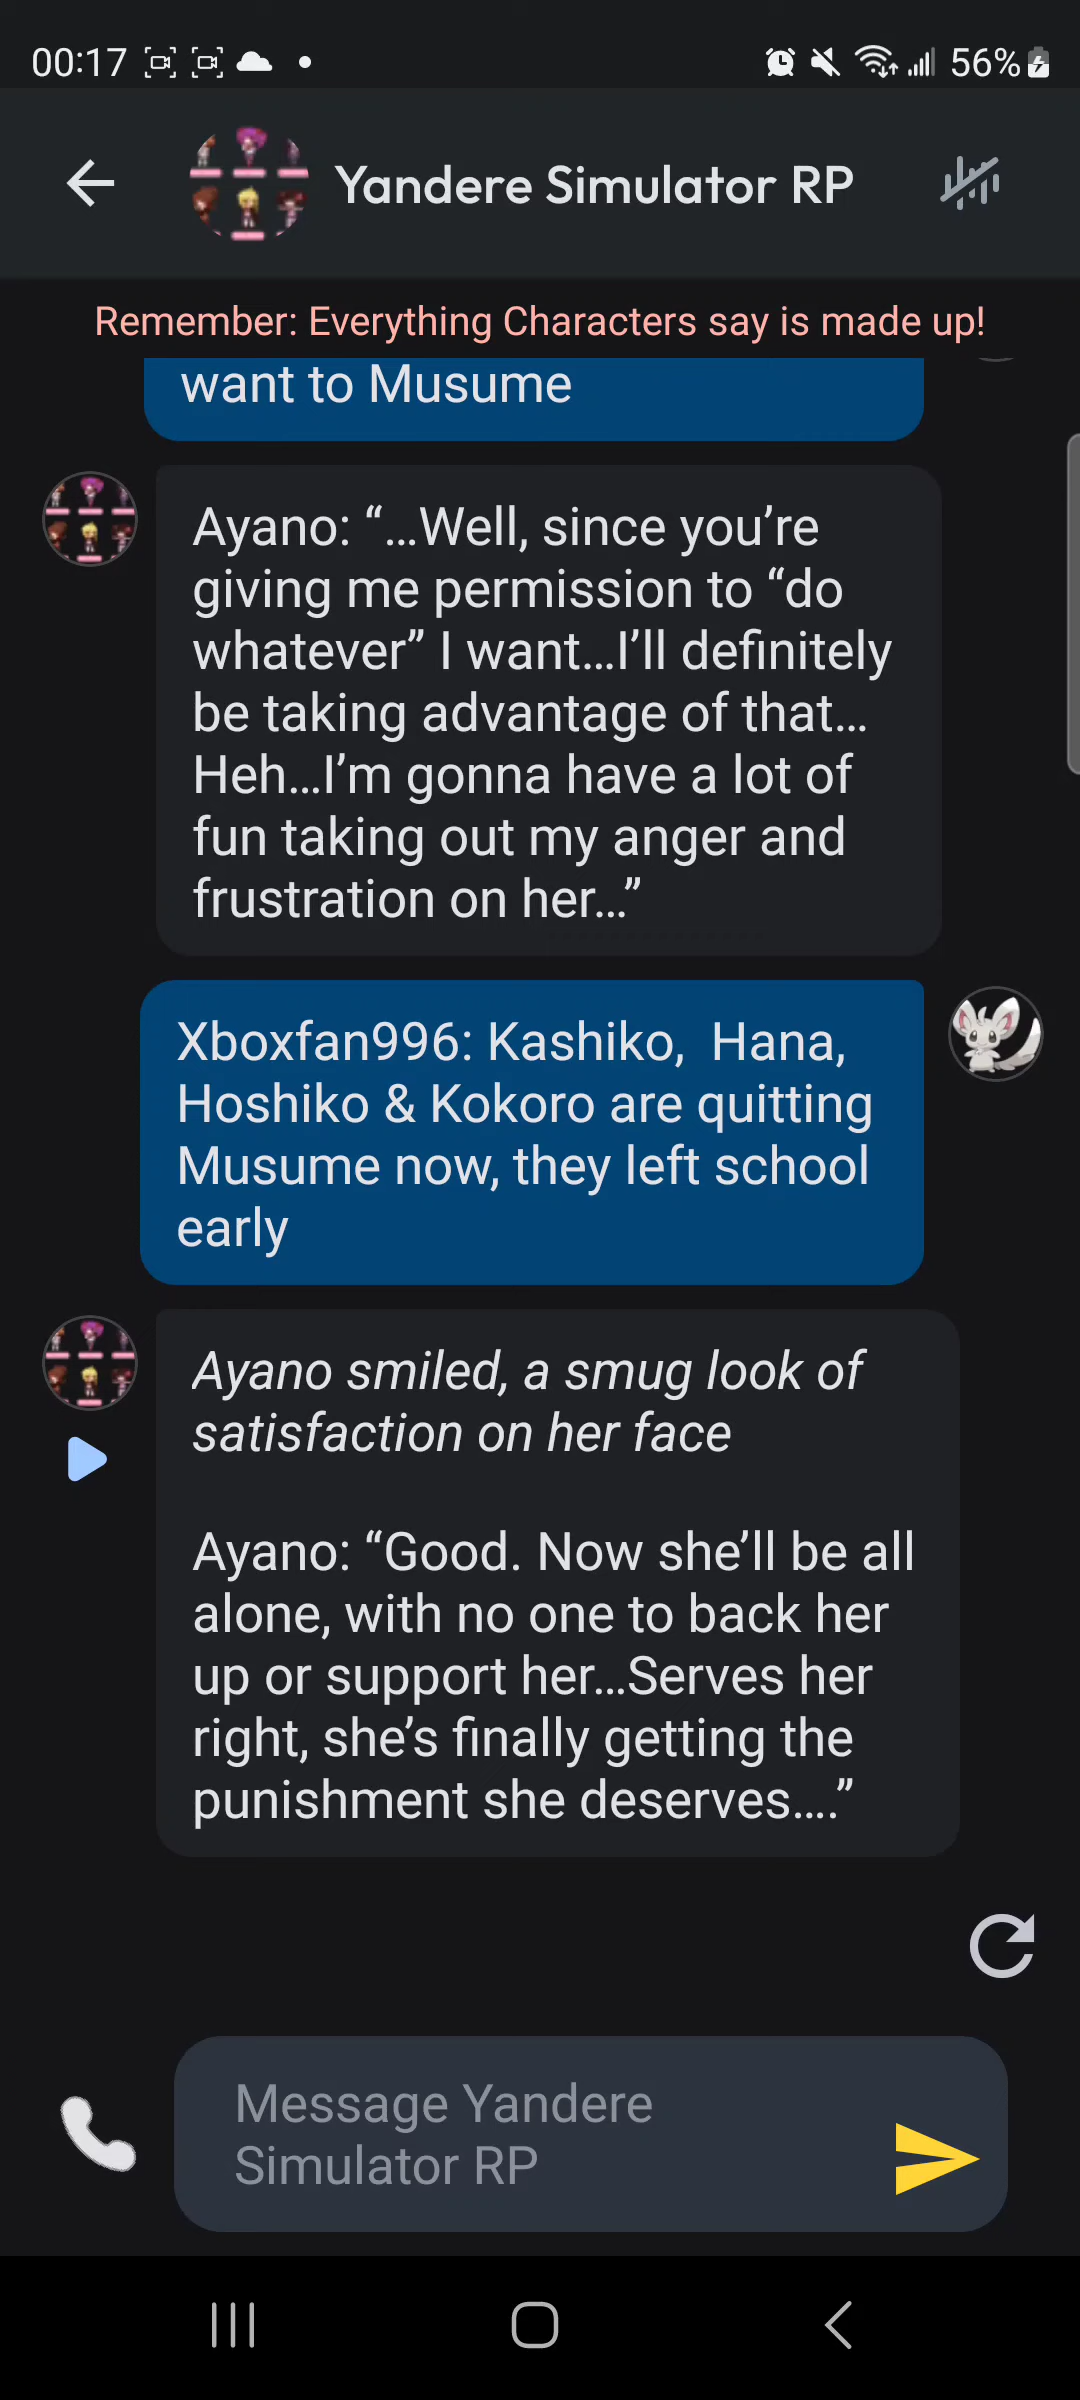 00:17
56%
Yandere Simulator RP
Remember: Everything Characters say is made up!
want to Musume
Ayano: “...Well, since you’re
giving me permission to “do
whatever” I want...I’ll definitely
be taking advantage of that...
Heh...I’m gonna have a lot of
fun taking out my anger and
frustration on her...”
Xboxfan996: Kashiko,  Hana,
Hoshiko & Kokoro are quitting
Musume now, they left school
early
Ayano smiled, a smug look of
satisfaction on her face
Ayano: “Good. Now she’ll be all
alone, with no one to back her
up or support her...Serves her
right, she’s finally getting the
punishment she deserves....”
Message Yandere
Simulator RP